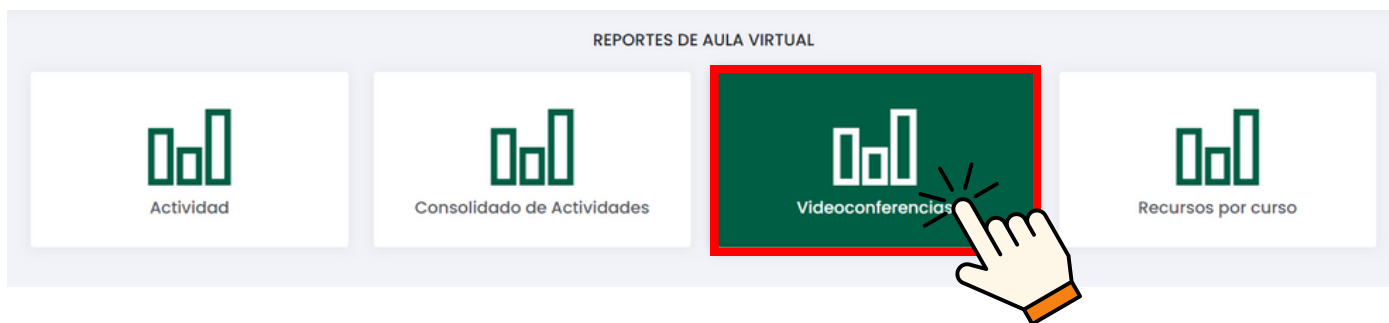 REPORTES DE AULA VIRTUAL
Actividad
Consolidado de Actividades
Videoconferencias
Recursos por curso